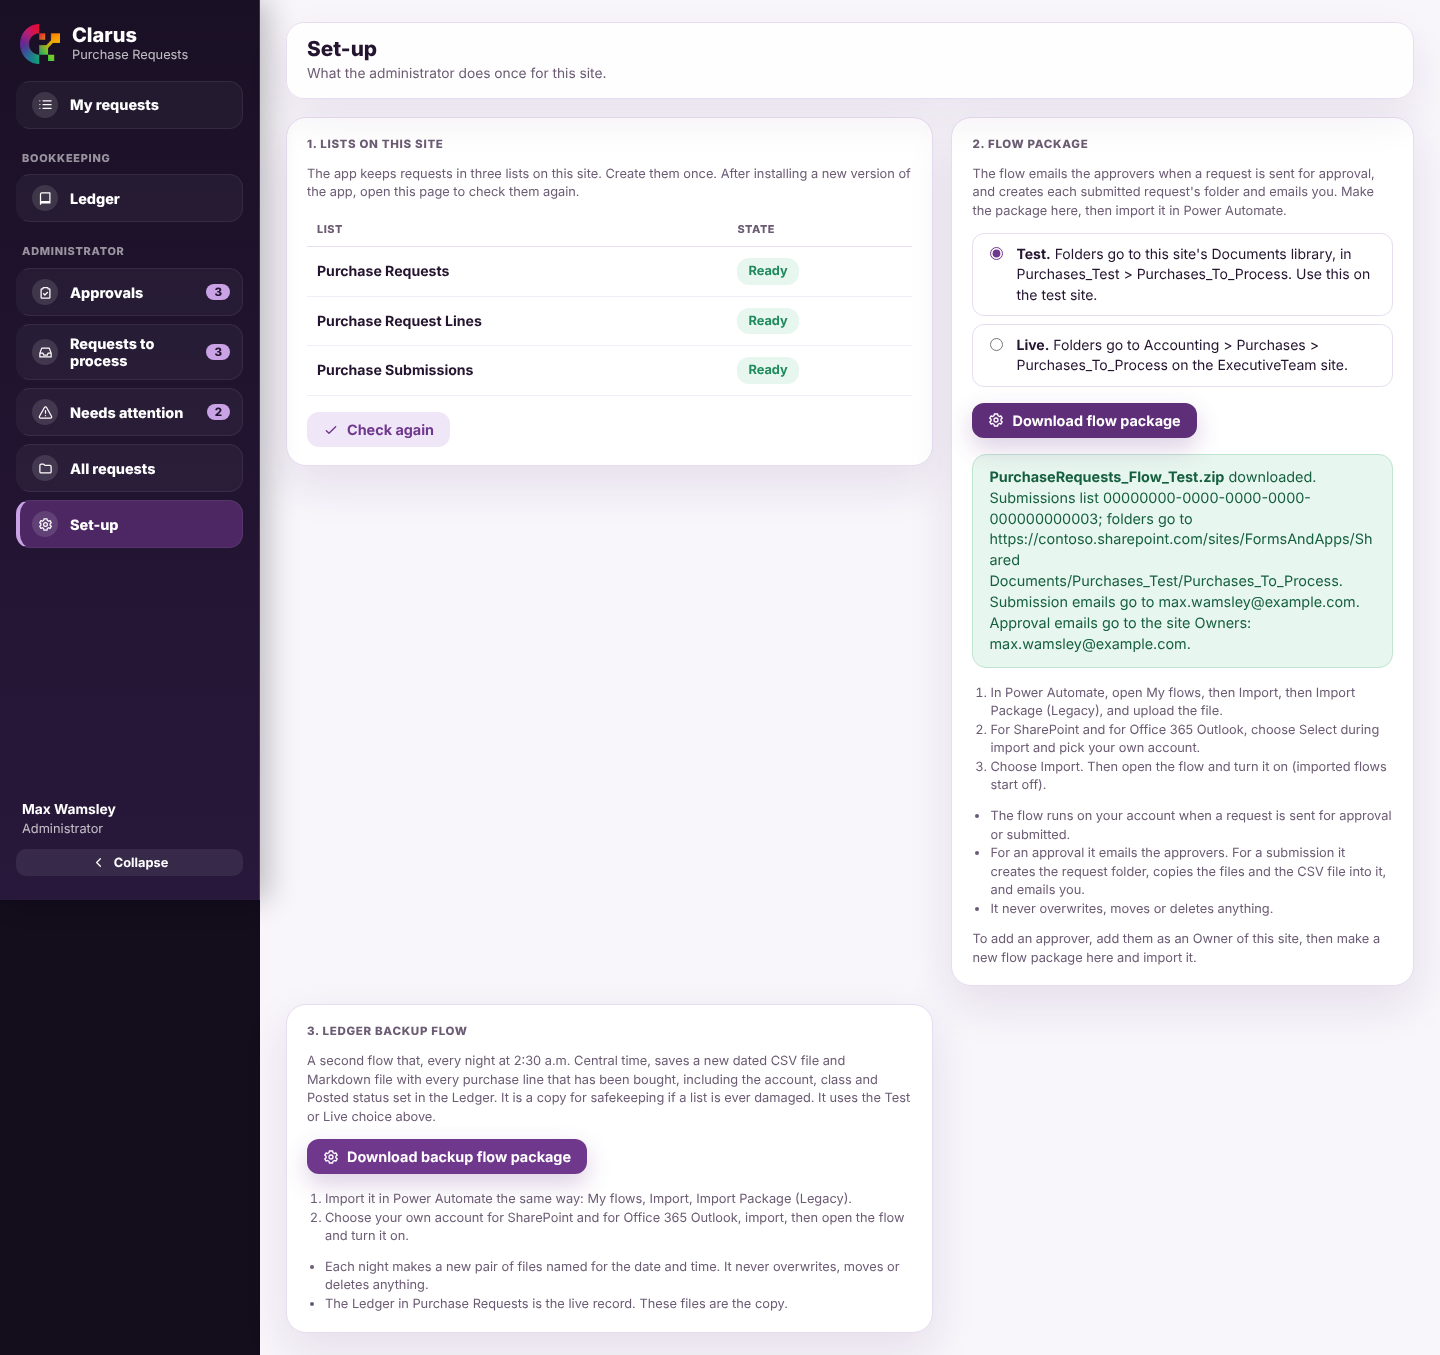 Clarus
Purchase Requests
My requests
BOOKKEEPING
Ledger
ADMINISTRATOR
Approvals 3
Requests to
process 3
Needs attention 2
All requests
Set-up
Max Wamsley
Administrator
Collapse
Set-up
What the administrator does once for this site.
1. LISTS ON THIS SITE
The app keeps requests in three lists on this site. Create them once. After installing a new version of
the app, open this page to check them again.
LIST STATE
Purchase Requests Ready
Purchase Request Lines Ready
Purchase Submissions Ready
Check again
2. FLOW PACKAGE
The flow emails the approvers when a request is sent for approval,
and creates each submitted request's folder and emails you. Make
the package here, then import it in Power Automate.
Test. Folders go to this site's Documents library, in
Purchases_Test > Purchases_To_Process. Use this on
the test site.
Live. Folders go to Accounting > Purchases >
Purchases_To_Process on the ExecutiveTeam site.
Download flow package
PurchaseRequests_Flow_Test.zip downloaded.
Submissions list 00000000-0000-0000-0000-
000000000003; folders go to
https://contoso.sharepoint.com/sites/FormsAndApps/Sh
ared
Documents/Purchases_Test/Purchases_To_Process.
Submission emails go to max.wamsley@example.com.
Approval emails go to the site Owners:
max.wamsley@example.com.
1. In Power Automate, open My flows, then Import, then Import
Package (Legacy), and upload the file.
2. For SharePoint and for Office 365 Outlook, choose Select during
import and pick your own account.
3. Choose Import. Then open the flow and turn it on (imported flows
start off).
• The flow runs on your account when a request is sent for approval
or submitted.
• For an approval it emails the approvers. For a submission it
creates the request folder, copies the files and the CSV file into it,
and emails you.
• It never overwrites, moves or deletes anything.
To add an approver, add them as an Owner of this site, then make a
new flow package here and import it.
3. LEDGER BACKUP FLOW
A second flow that, every night at 2:30 a.m. Central time, saves a new dated CSV file and
Markdown file with every purchase line that has been bought, including the account, class and
Posted status set in the Ledger. It is a copy for safekeeping if a list is ever damaged. It uses the Test
or Live choice above.
Download backup flow package
1. Import it in Power Automate the same way: My flows, Import, Import Package (Legacy).
2. Choose your own account for SharePoint and for Office 365 Outlook, import, then open the flow
and turn it on.
• Each night makes a new pair of files named for the date and time. It never overwrites, moves or
deletes anything.
• The Ledger in Purchase Requests is the live record. These files are the copy.